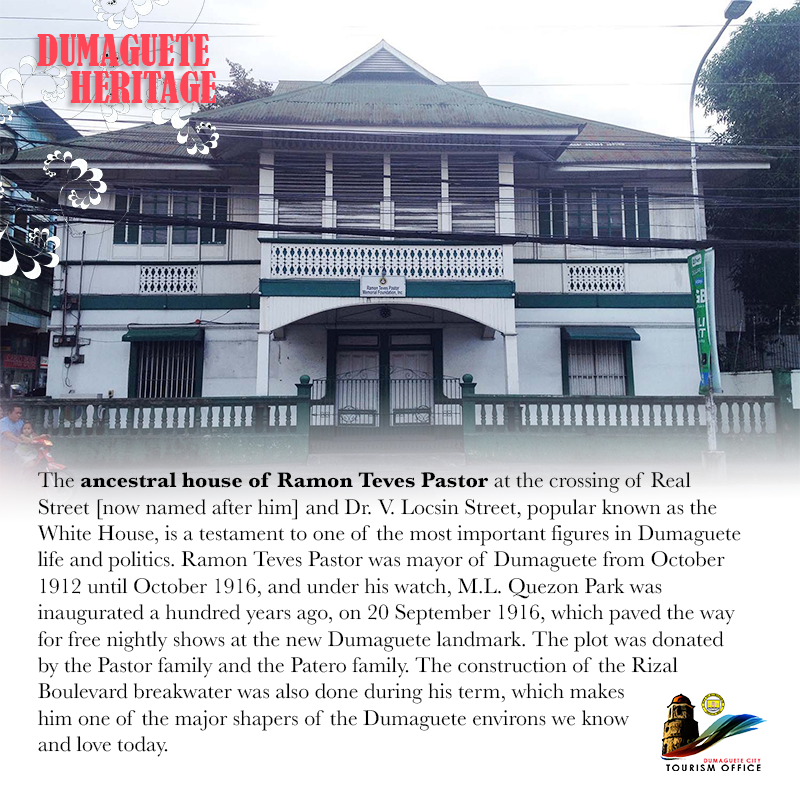 DUMAGUETE
HERITAGE
Ramon Teves Pastor
Memorial Foundation, Inc.
The ancestral house of Ramon Teves Pastor at the crossing of Real
Street [now named after him] and Dr. V. Locsin Street, popular known as the
White House, is a testament to one of the most important figures in Dumaguete
life and politics. Ramon Teves Pastor was mayor of Dumaguete from October
1912 until October 1916, and under his watch, M.L. Quezon Park was
inaugurated a hundred years ago, on 20 September 1916, which paved the way
for free nightly shows at the new Dumaguete landmark. The plot was donated
by the Pastor family and the Patero family. The construction of the Rizal
Boulevard breakwater was also done during his term, which makes
him one of the major shapers of the Dumaguete environs we know
and love today.
DUMAGUETE CITY
TOURISM OFFICE